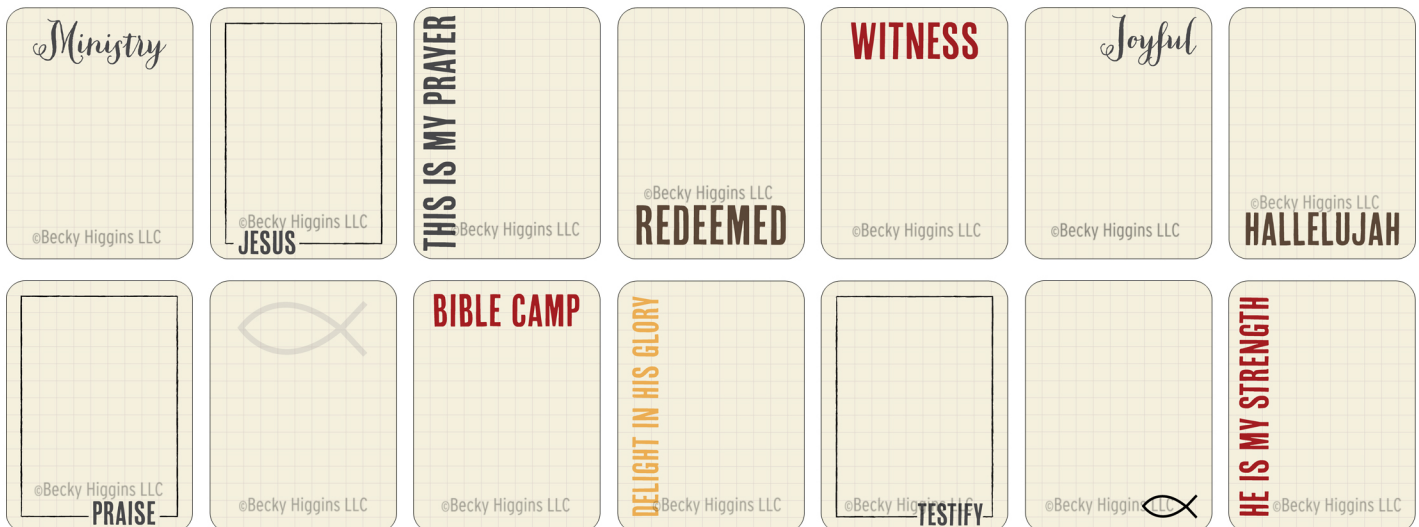 Ministry
©Becky Higgins LLC
©Becky Higgins LLC
JESUS
THIS IS MY PRAYER
©Becky Higgins LLC
©Becky Higgins LLC
REDEEMED
WITNESS
©Becky Higgins LLC
Joyful
©Becky Higgins LLC
©Becky Higgins LLC
HALLELUJAH
©Becky Higgins LLC
PRAISE
©Becky Higgins LLC
BIBLE CAMP
©Becky Higgins LLC
DELIGHT IN HIS GLORY
©Becky Higgins LLC
©Becky Higgins LLC
TESTIFY
©Becky Higgins LLC
HE IS MY STRENGTH
©Becky Higgins LLC